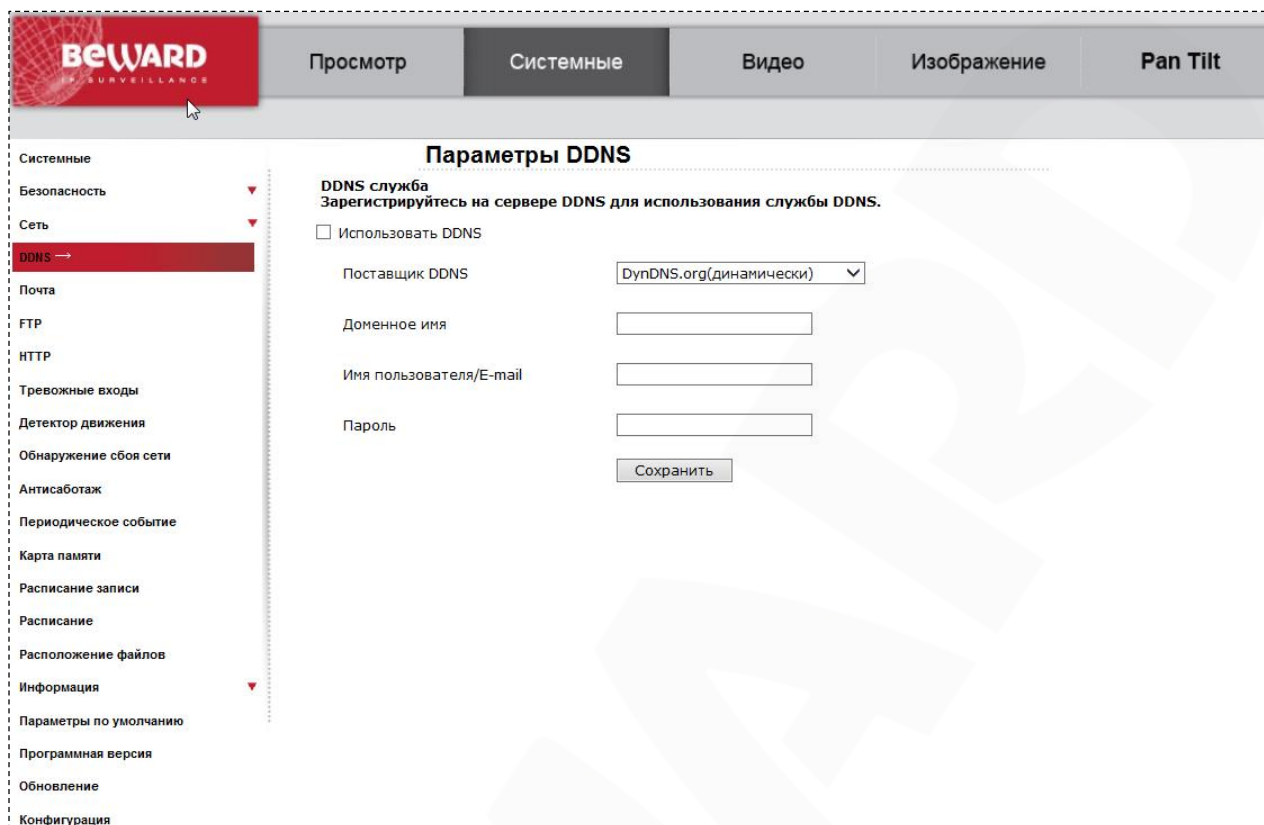 BEWARD
IP SURVEILLANCE
Просмотр
Системные
Видео
Изображение
Pan Tilt
Системные
Безопасность
Сеть
DDNS →
Почта
FTP
HTTP
Тревожные входы
Детектор движения
Обнаружение сбоя сети
Антисаботаж
Периодическое событие
Карта памяти
Расписание записи
Расписание
Расположение файлов
Информация
Параметры по умолчанию
Программная версия
Обновление
Конфигурация
Параметры DDNS
DDNS служба
Зарегистрируйтесь на сервере DDNS для использования службы DDNS.
Использовать DDNS
Поставщик DDNS
DynDNS.org(динамически)
Доменное имя
Имя пользователя/E-mail
Пароль
Сохранить